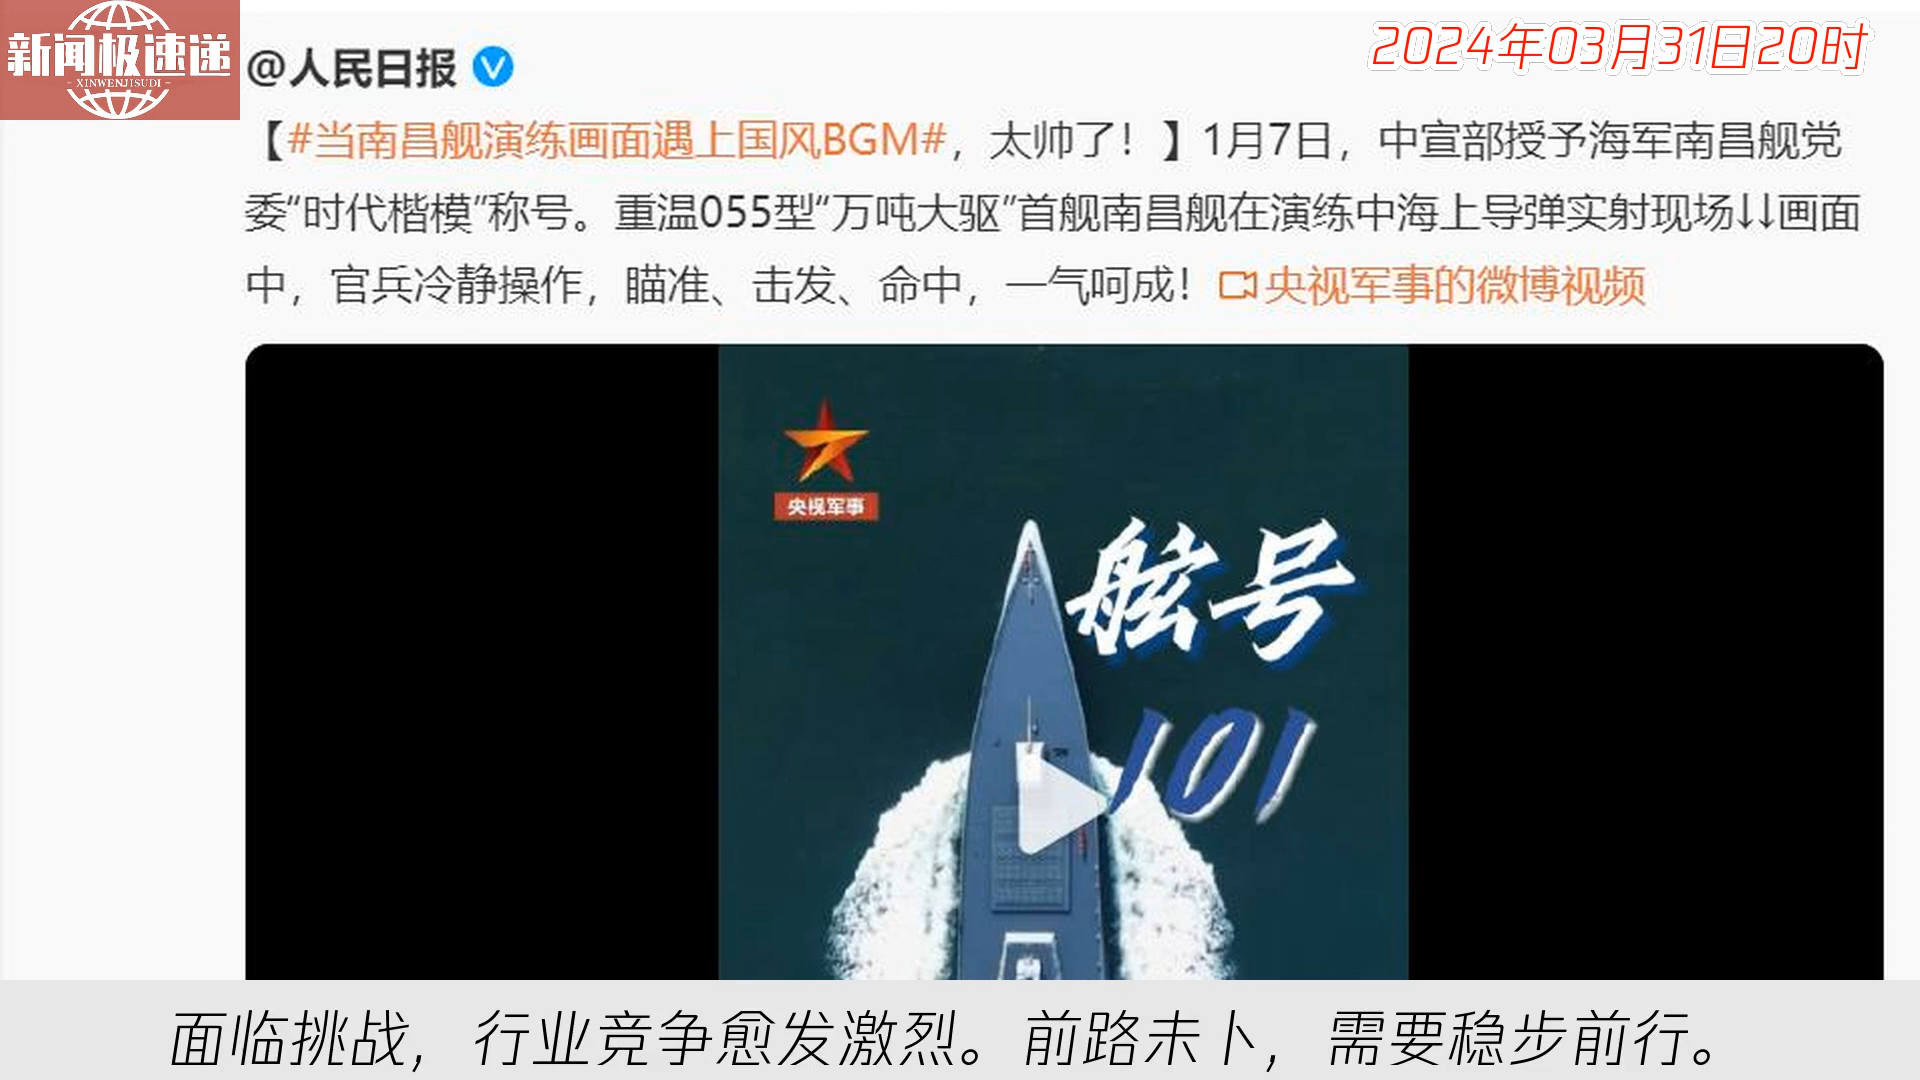 新闻极速递
XINWENJISUDI
2024年03月31日20时
@人民日报
【#当南昌舰演练画面遇上国风BGM#，太帅了！】1月7日，中宣部授予海军南昌舰党
委“时代楷模”称号。重温055型“万吨大驱”首舰南昌舰在演练中海上导弹实射现场↓↓画面
中，官兵冷静操作，瞄准、击发、命中，一气呵成！央视军事的微博视频
央视军事
舷号
101
面临挑战，行业竞争愈发激烈。前路未卜，需要稳步前行。